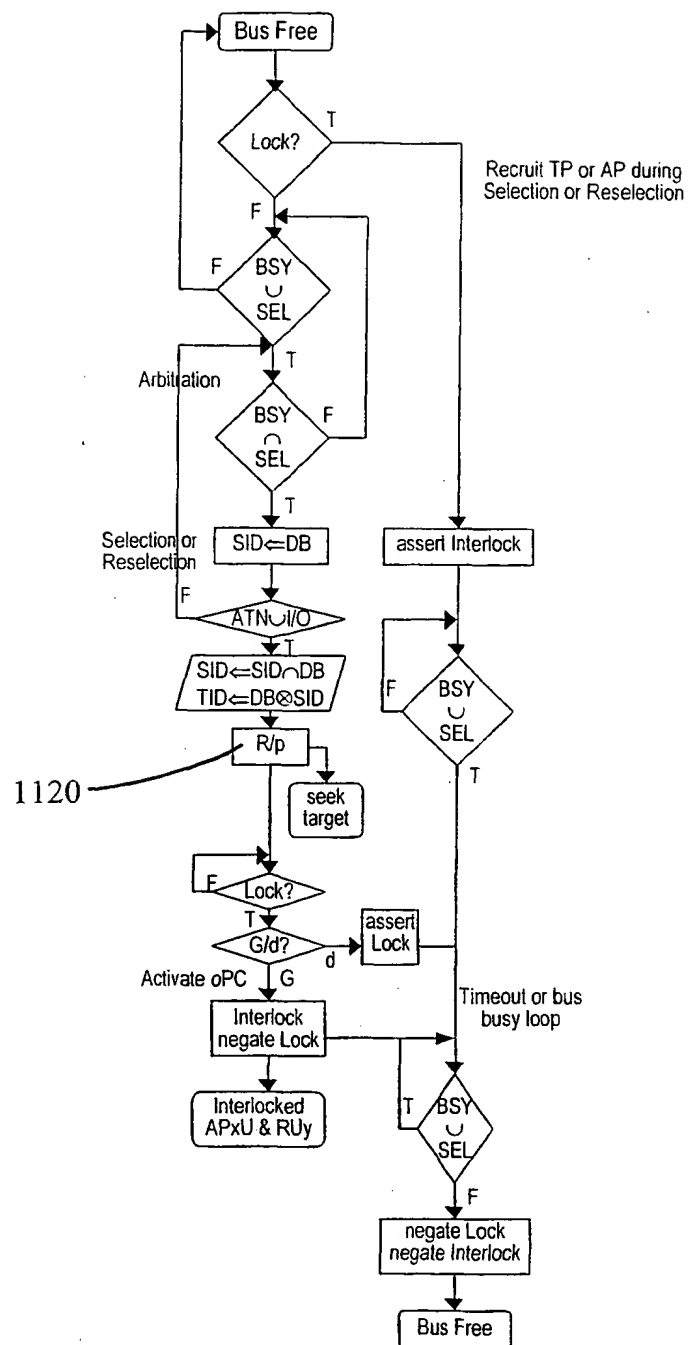 Bus Free
T
Lock?
Recruit TP or AP during
Selection or Reselection
F
F
BSY
∪
SEL
T
Arbitration
BSY
∩
SEL
F
T
Selection or
Reselection
SID⇐DB
assert Interlock
F
ATN∪I/O
T
SID⇐SID∩DB
TID⇐DB⊗SID
F
BSY
∪
SEL
T
R/p
1120
seek
target
F
Lock?
T
assert
Lock
G/d?
d
Activate oPC
G
Timeout or bus
busy loop
Interlock
negate Lock
T
BSY
∪
SEL
Interlocked
APxU & RUy
F
negate Lock
negate Interlock
Bus Free